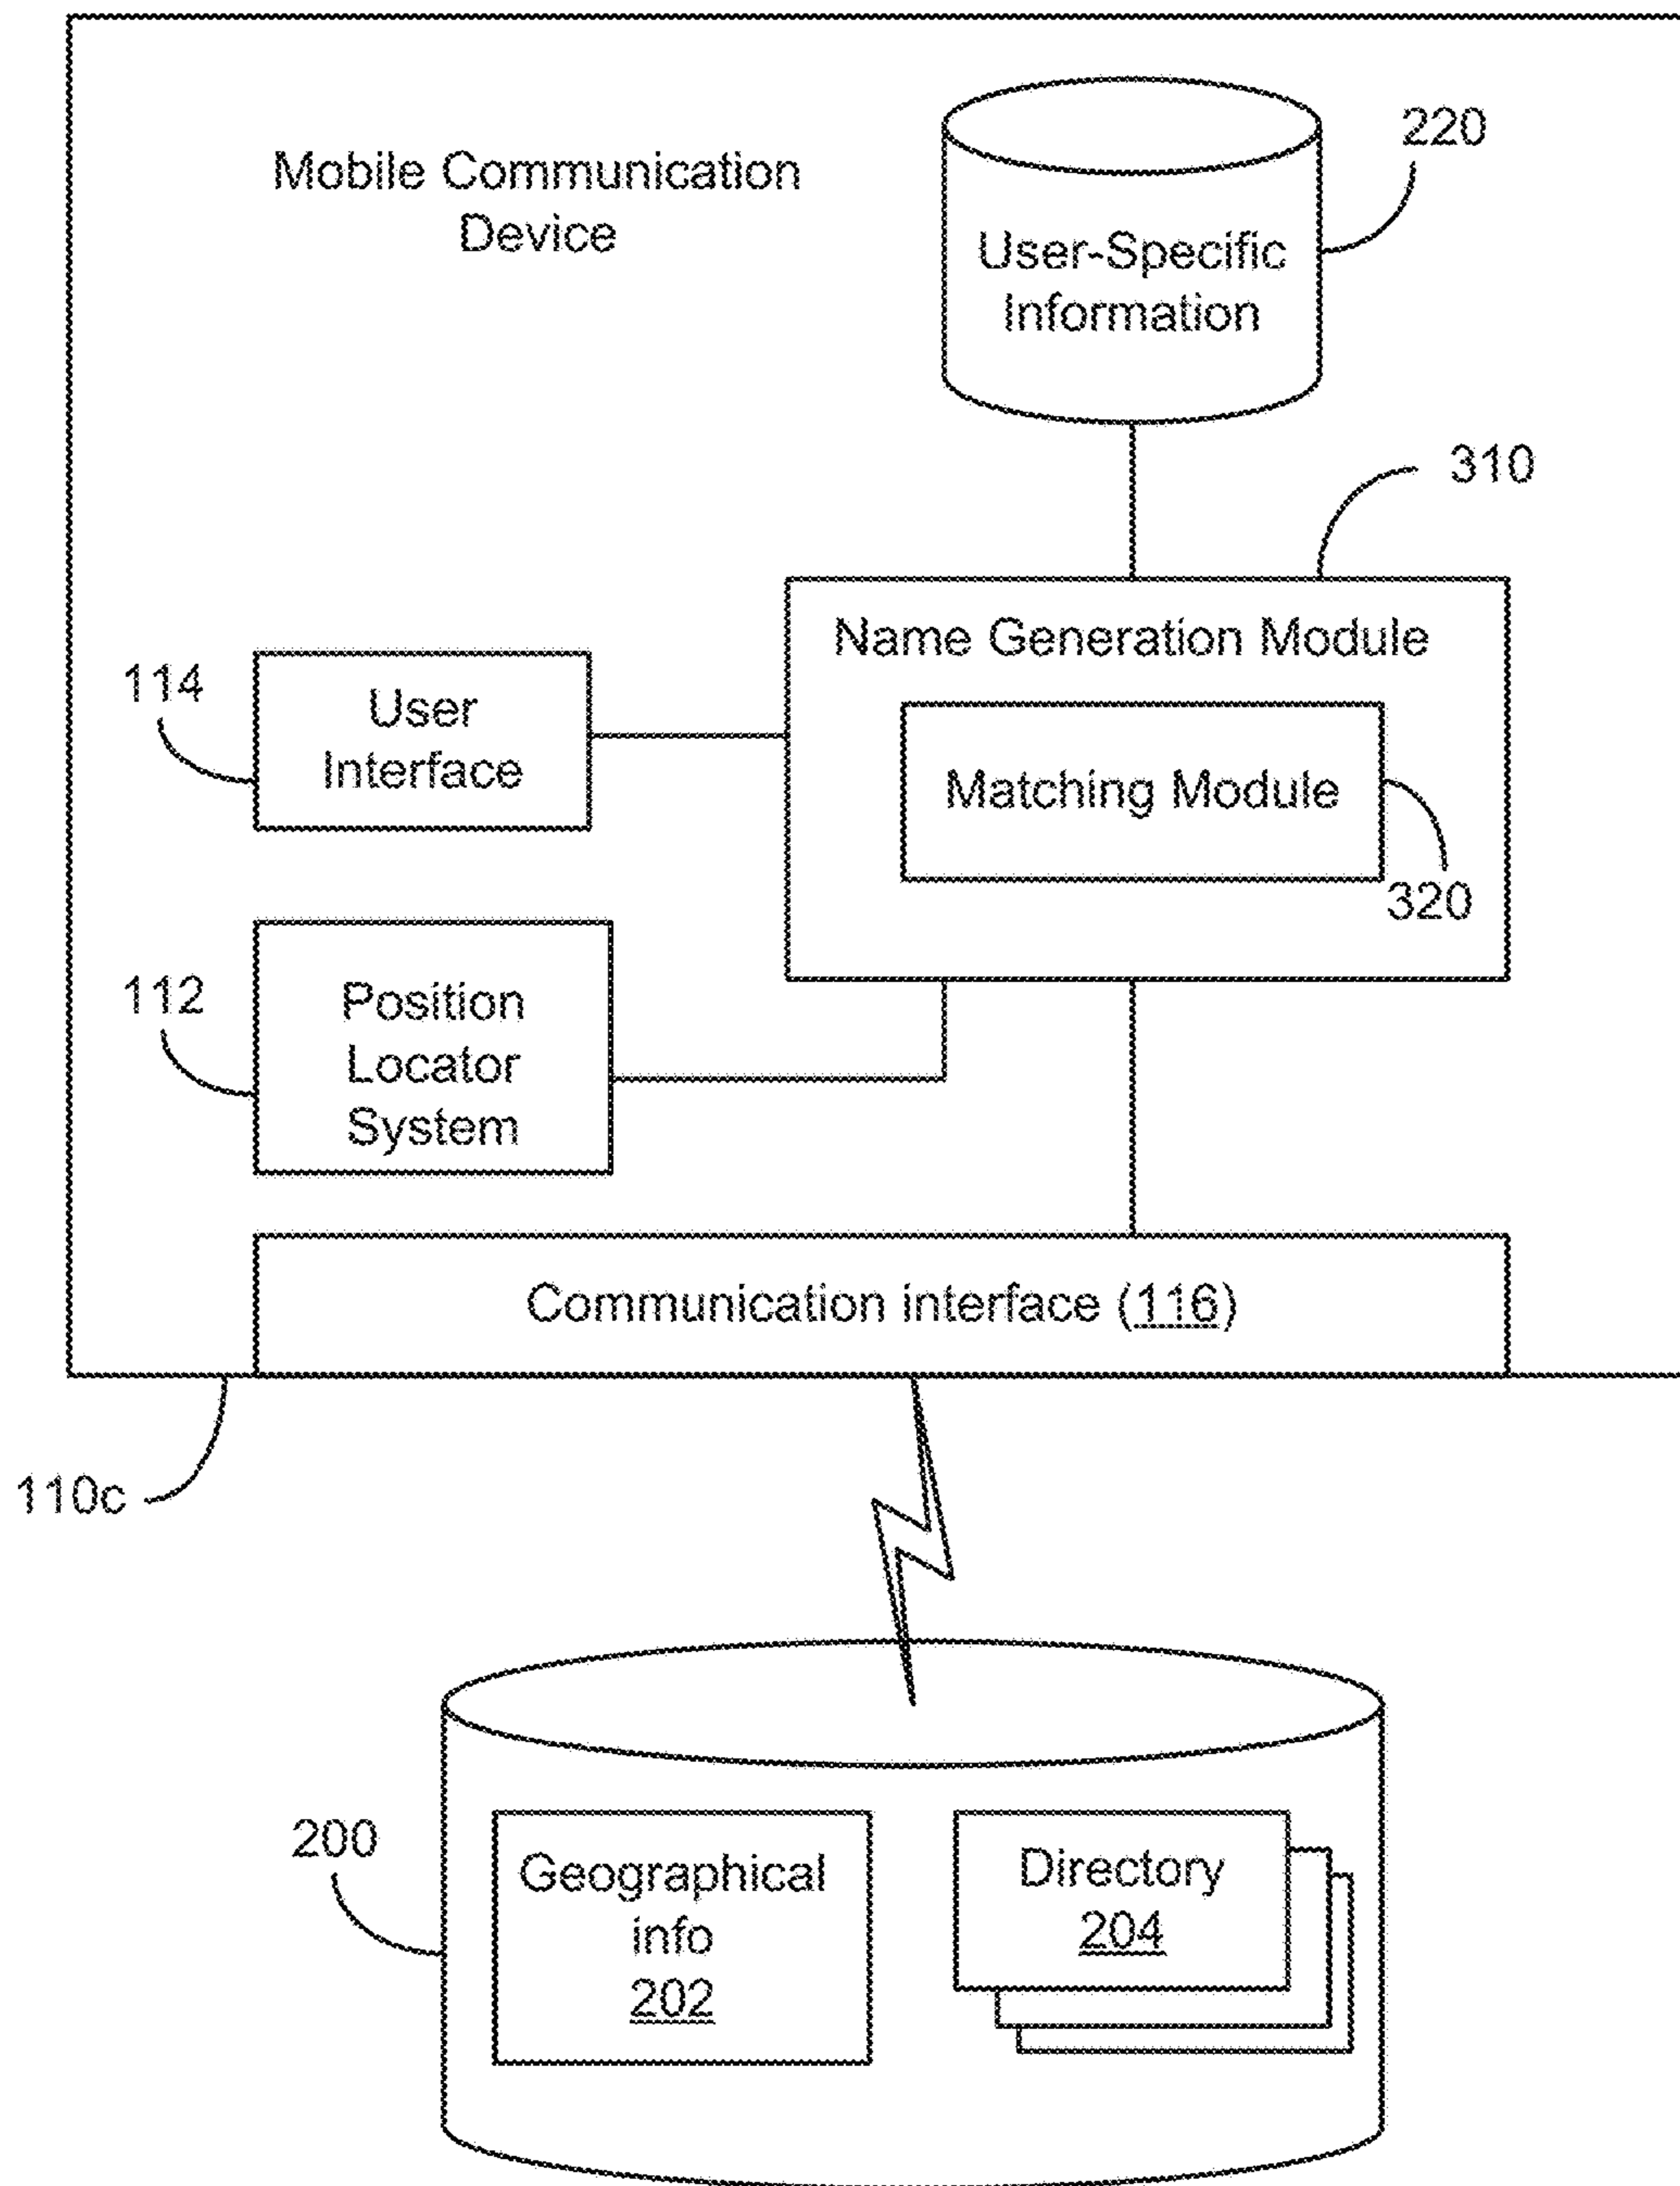 Mobile Communication
Device
220
User-Specific
Information
310
Name Generation Module
114
User
Interface
Matching Module
320
112
Position
Locator
System
Communication interface (116)
110c
200
Geographical
info
202
Directory
204